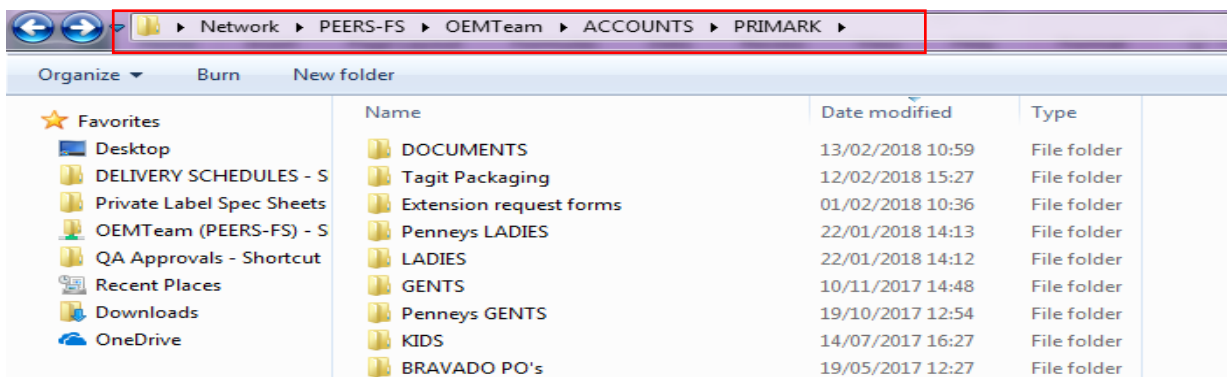 Network ▸ PEERS-FS ▸ OEMTeam ▸ ACCOUNTS ▸ PRIMARK ▸
Organize Burn New folder
Favorites
Desktop
DELIVERY SCHEDULES - S
Private Label Spec Sheets
OEMTeam (PEERS-FS) - S
QA Approvals - Shortcut
Recent Places
Downloads
OneDrive
Name Date modified Type
DOCUMENTS 13/02/2018 10:59 File folder
Tagit Packaging 12/02/2018 15:27 File folder
Extension request forms 01/02/2018 10:36 File folder
Penneys LADIES 22/01/2018 14:13 File folder
LADIES 22/01/2018 14:12 File folder
GENTS 10/11/2017 14:48 File folder
Penneys GENTS 19/10/2017 12:54 File folder
KIDS 14/07/2017 16:27 File folder
BRAVADO PO's 19/05/2017 12:27 File folder